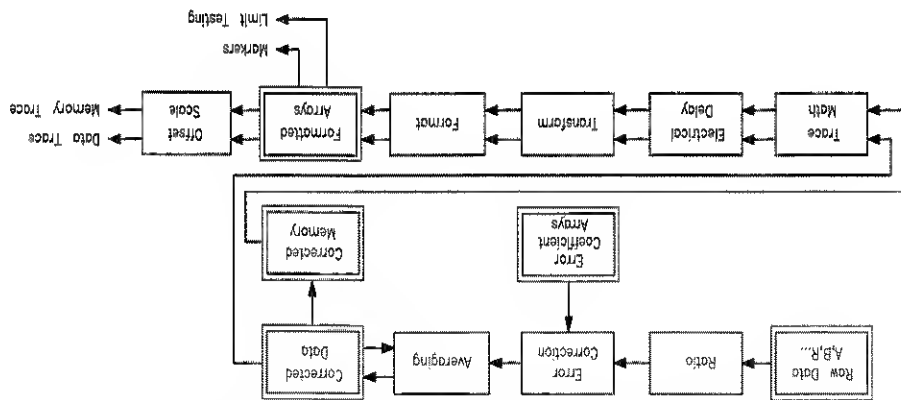 Raw Data
A,B,R...
Ratio
Error
Correction
Averaging
Corrected
Data
Error
Coefficient
Arrays
Corrected
Memory
Trace
Math
Electrical
Delay
Transform
Format
Formatted
Arrays
Offset
Scale
Data Trace
Memory Trace
Markers
Limit Testing